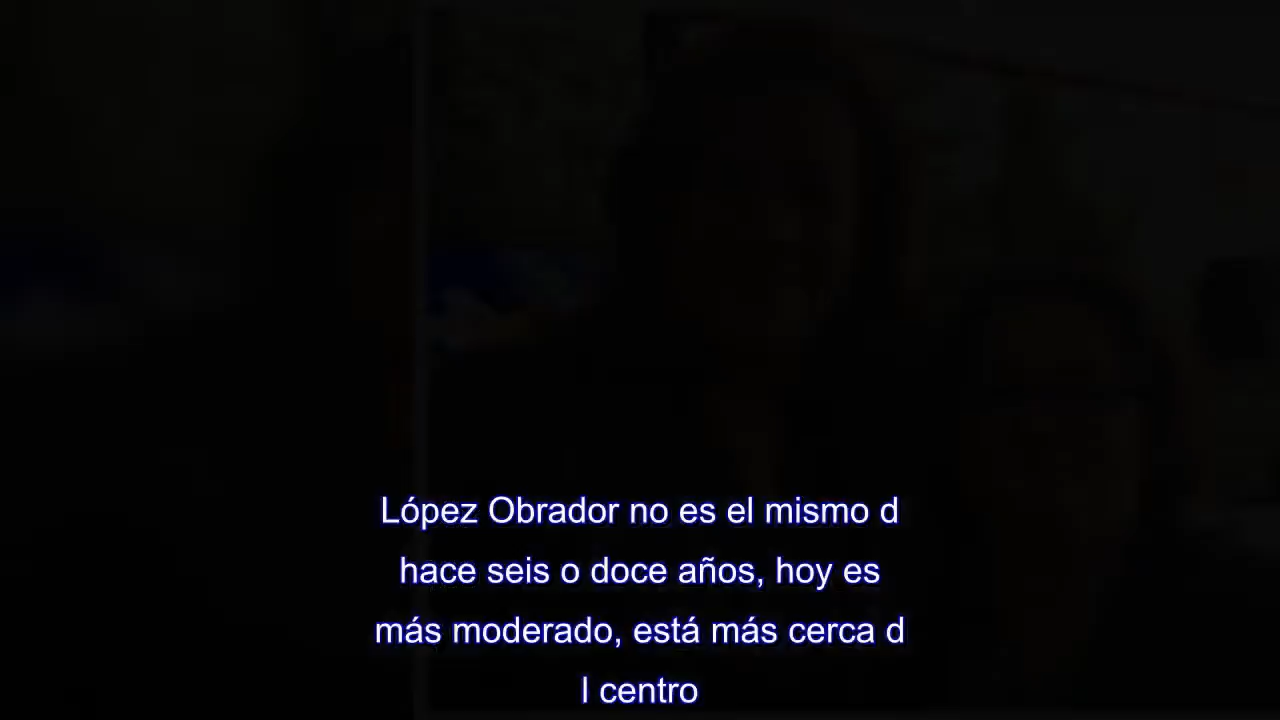 López Obrador no es el mismo d
hace seis o doce años, hoy es
más moderado, está más cerca d
l centro